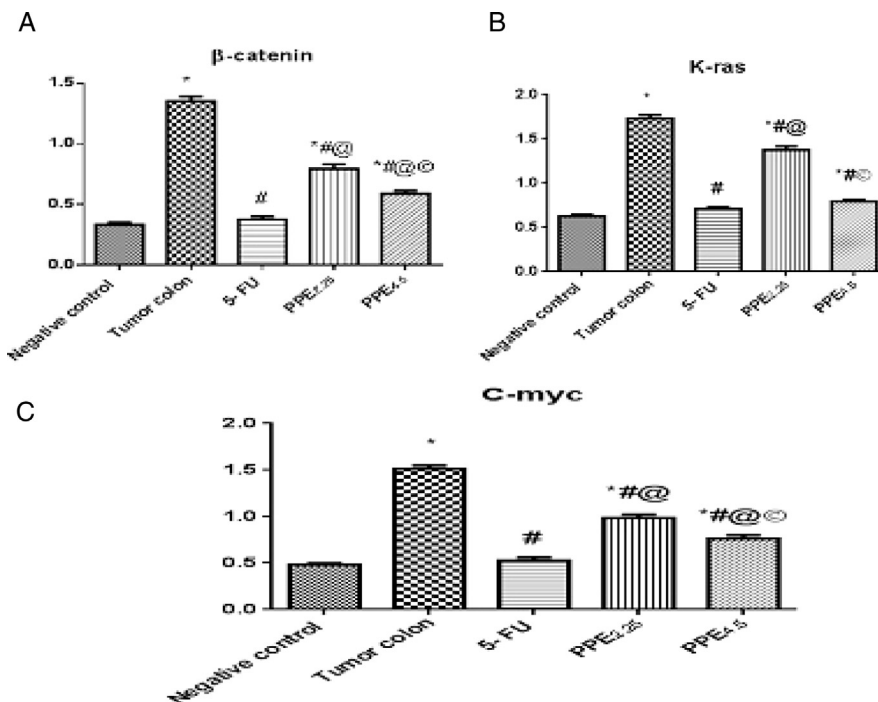 A
β-catenin
1.5
1.0
0.5
0.0
*
#
*#@
*#@©
Negative control
Tumor colon
5- FU
PPE2.25
PPE4.5
B
K-ras
2.0
1.5
1.0
0.5
0.0
*
#
*#@
*#©
Negative control
Tumor colon
5- FU
PPE2.25
PPE4.5
C
C-myc
2.0
1.5
1.0
0.5
0.0
*
#
*#@
*#@©
Negative control
Tumor colon
5- FU
PPE2.25
PPE4.5